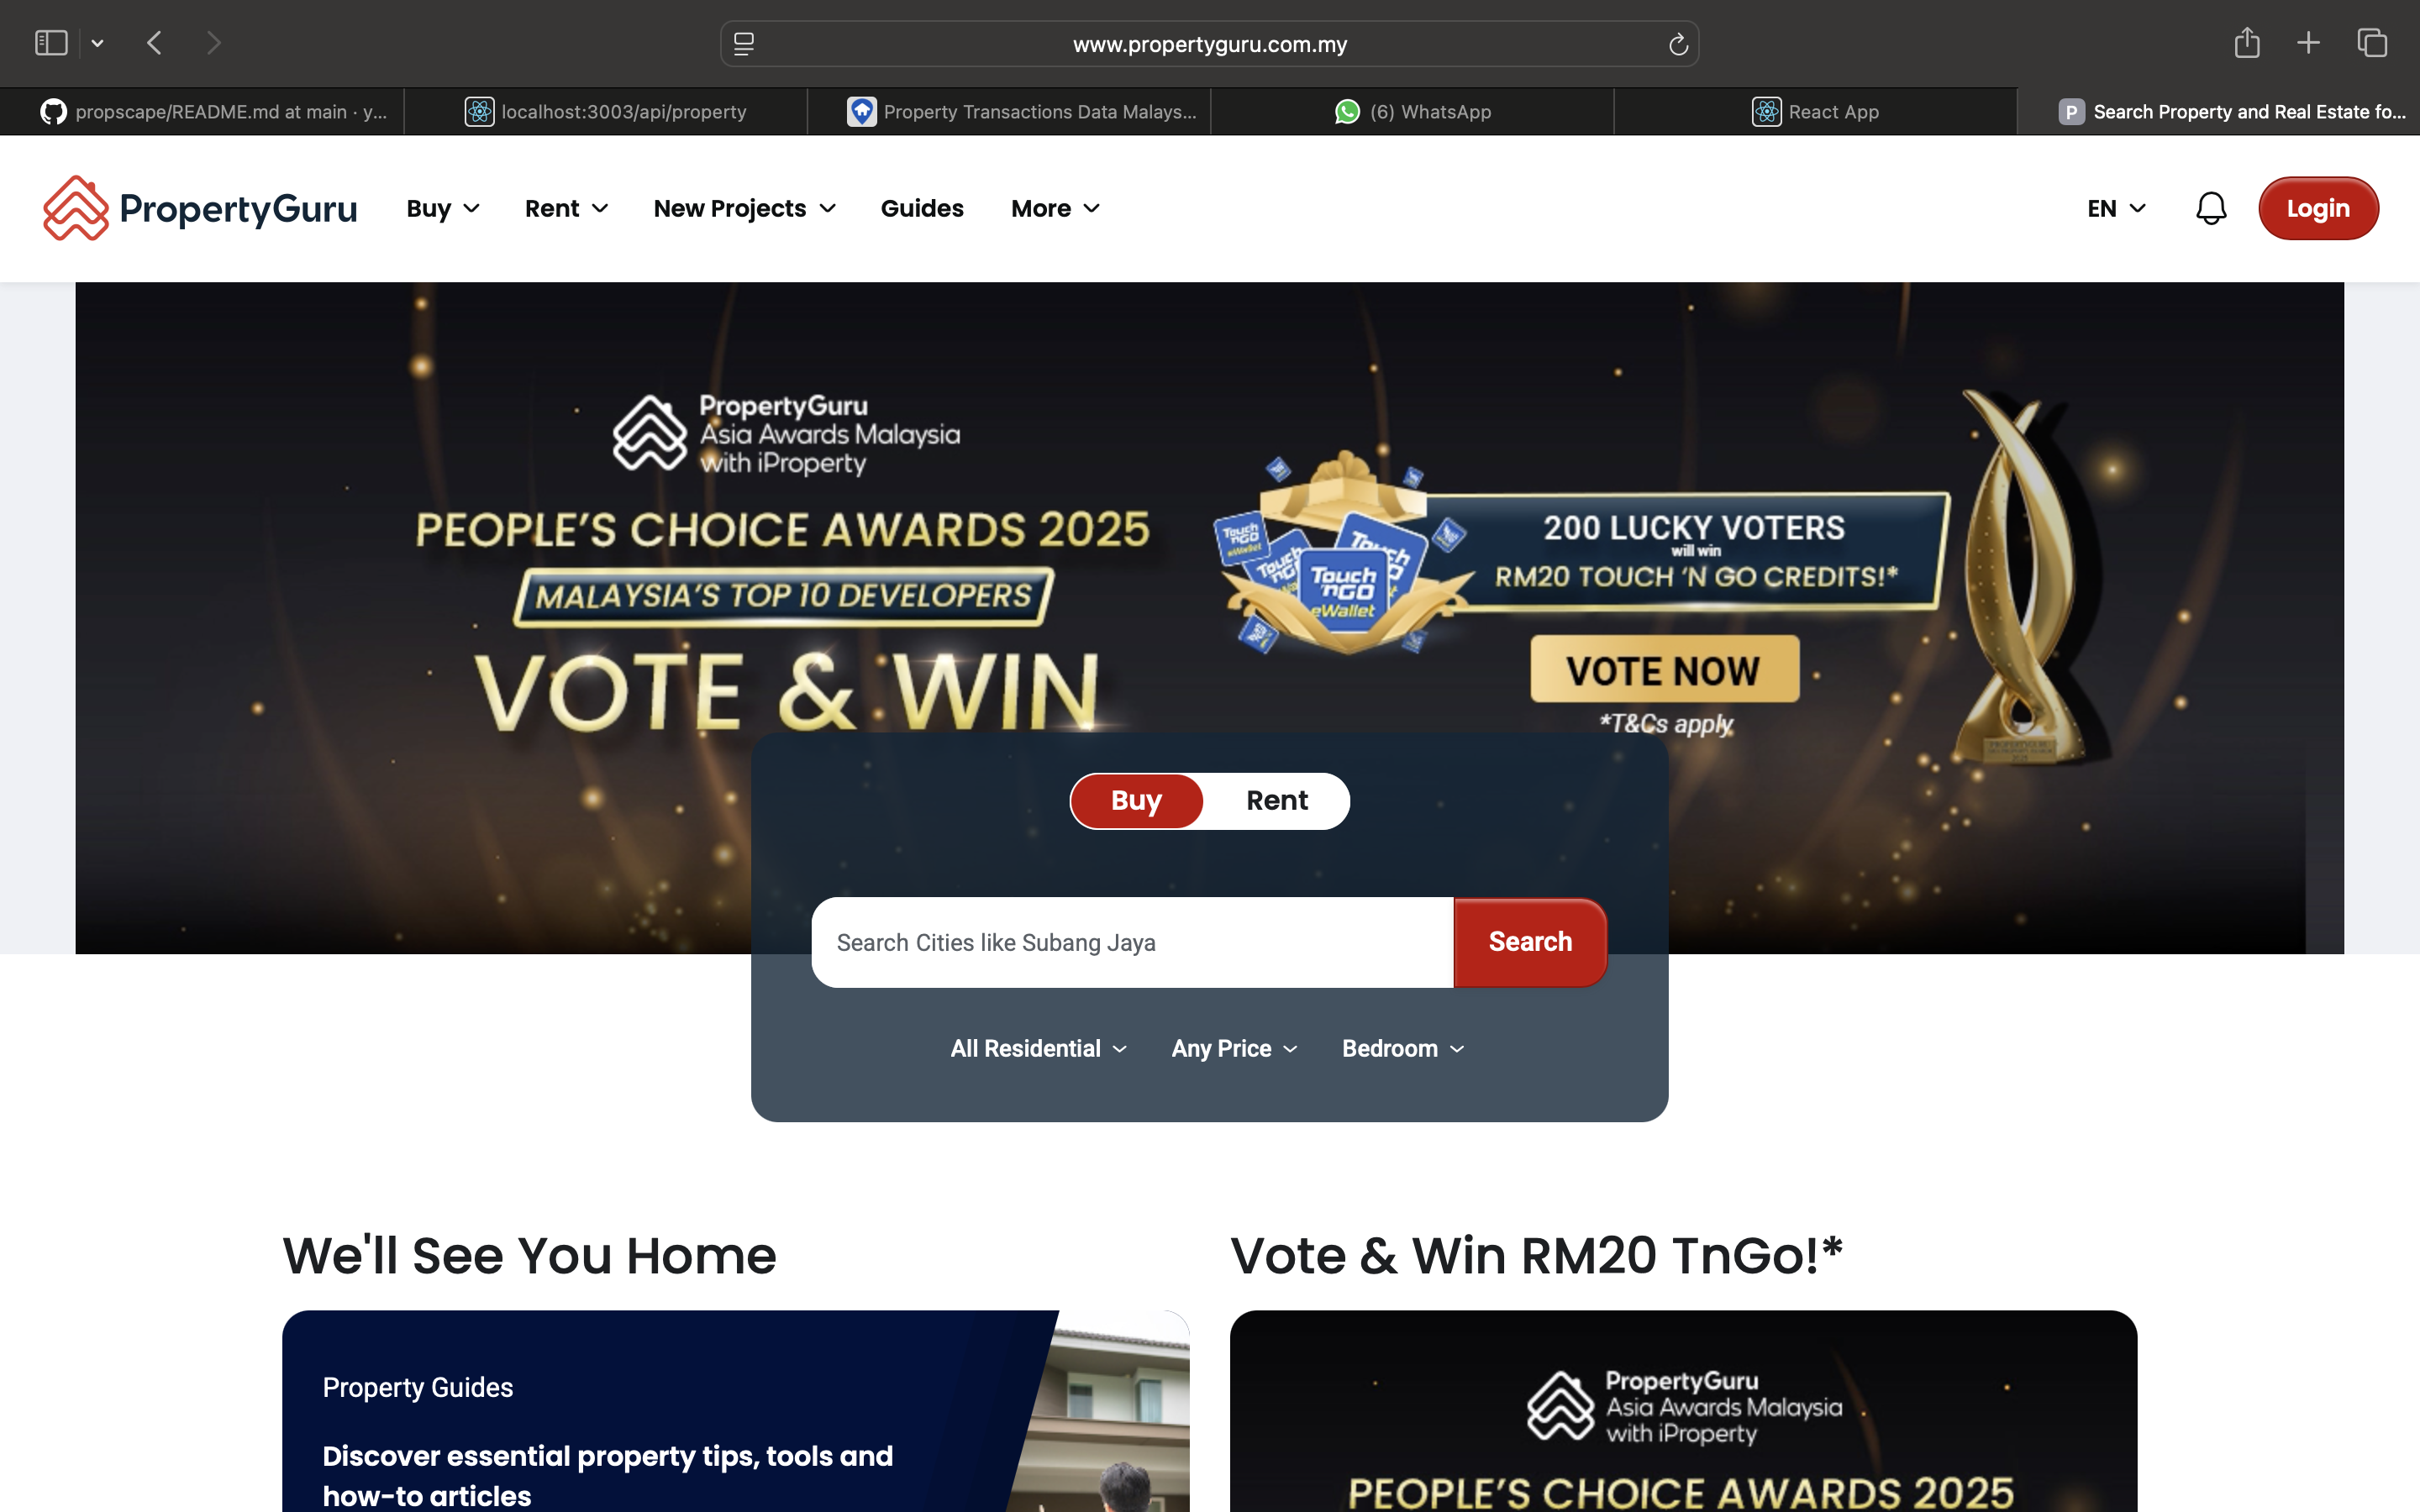 www.propertyguru.com.my
propscape/README.md at main · y...
localhost:3003/api/property
Property Transactions Data Malays...
(6) WhatsApp
React App
P
Search Property and Real Estate fo...
PropertyGuru
Buy
Rent
New Projects
Guides
More
EN
Login
PropertyGuru
Asia Awards Malaysia
with iProperty
PEOPLE'S CHOICE AWARDS 2025
MALAYSIA'S TOP 10 DEVELOPERS
VOTE & WIN
Touch 'nGO eWallet
200 LUCKY VOTERS
will win
RM20 TOUCH 'N GO CREDITS!*
VOTE NOW
*T&Cs apply
Buy
Rent
Search Cities like Subang Jaya
Search
All Residential
Any Price
Bedroom
We'll See You Home
Vote & Win RM20 TnGo!*
Property Guides
Discover essential property tips, tools and
how-to articles
PropertyGuru
Asia Awards Malaysia
with iProperty
PEOPLE'S CHOICE AWARDS 2025